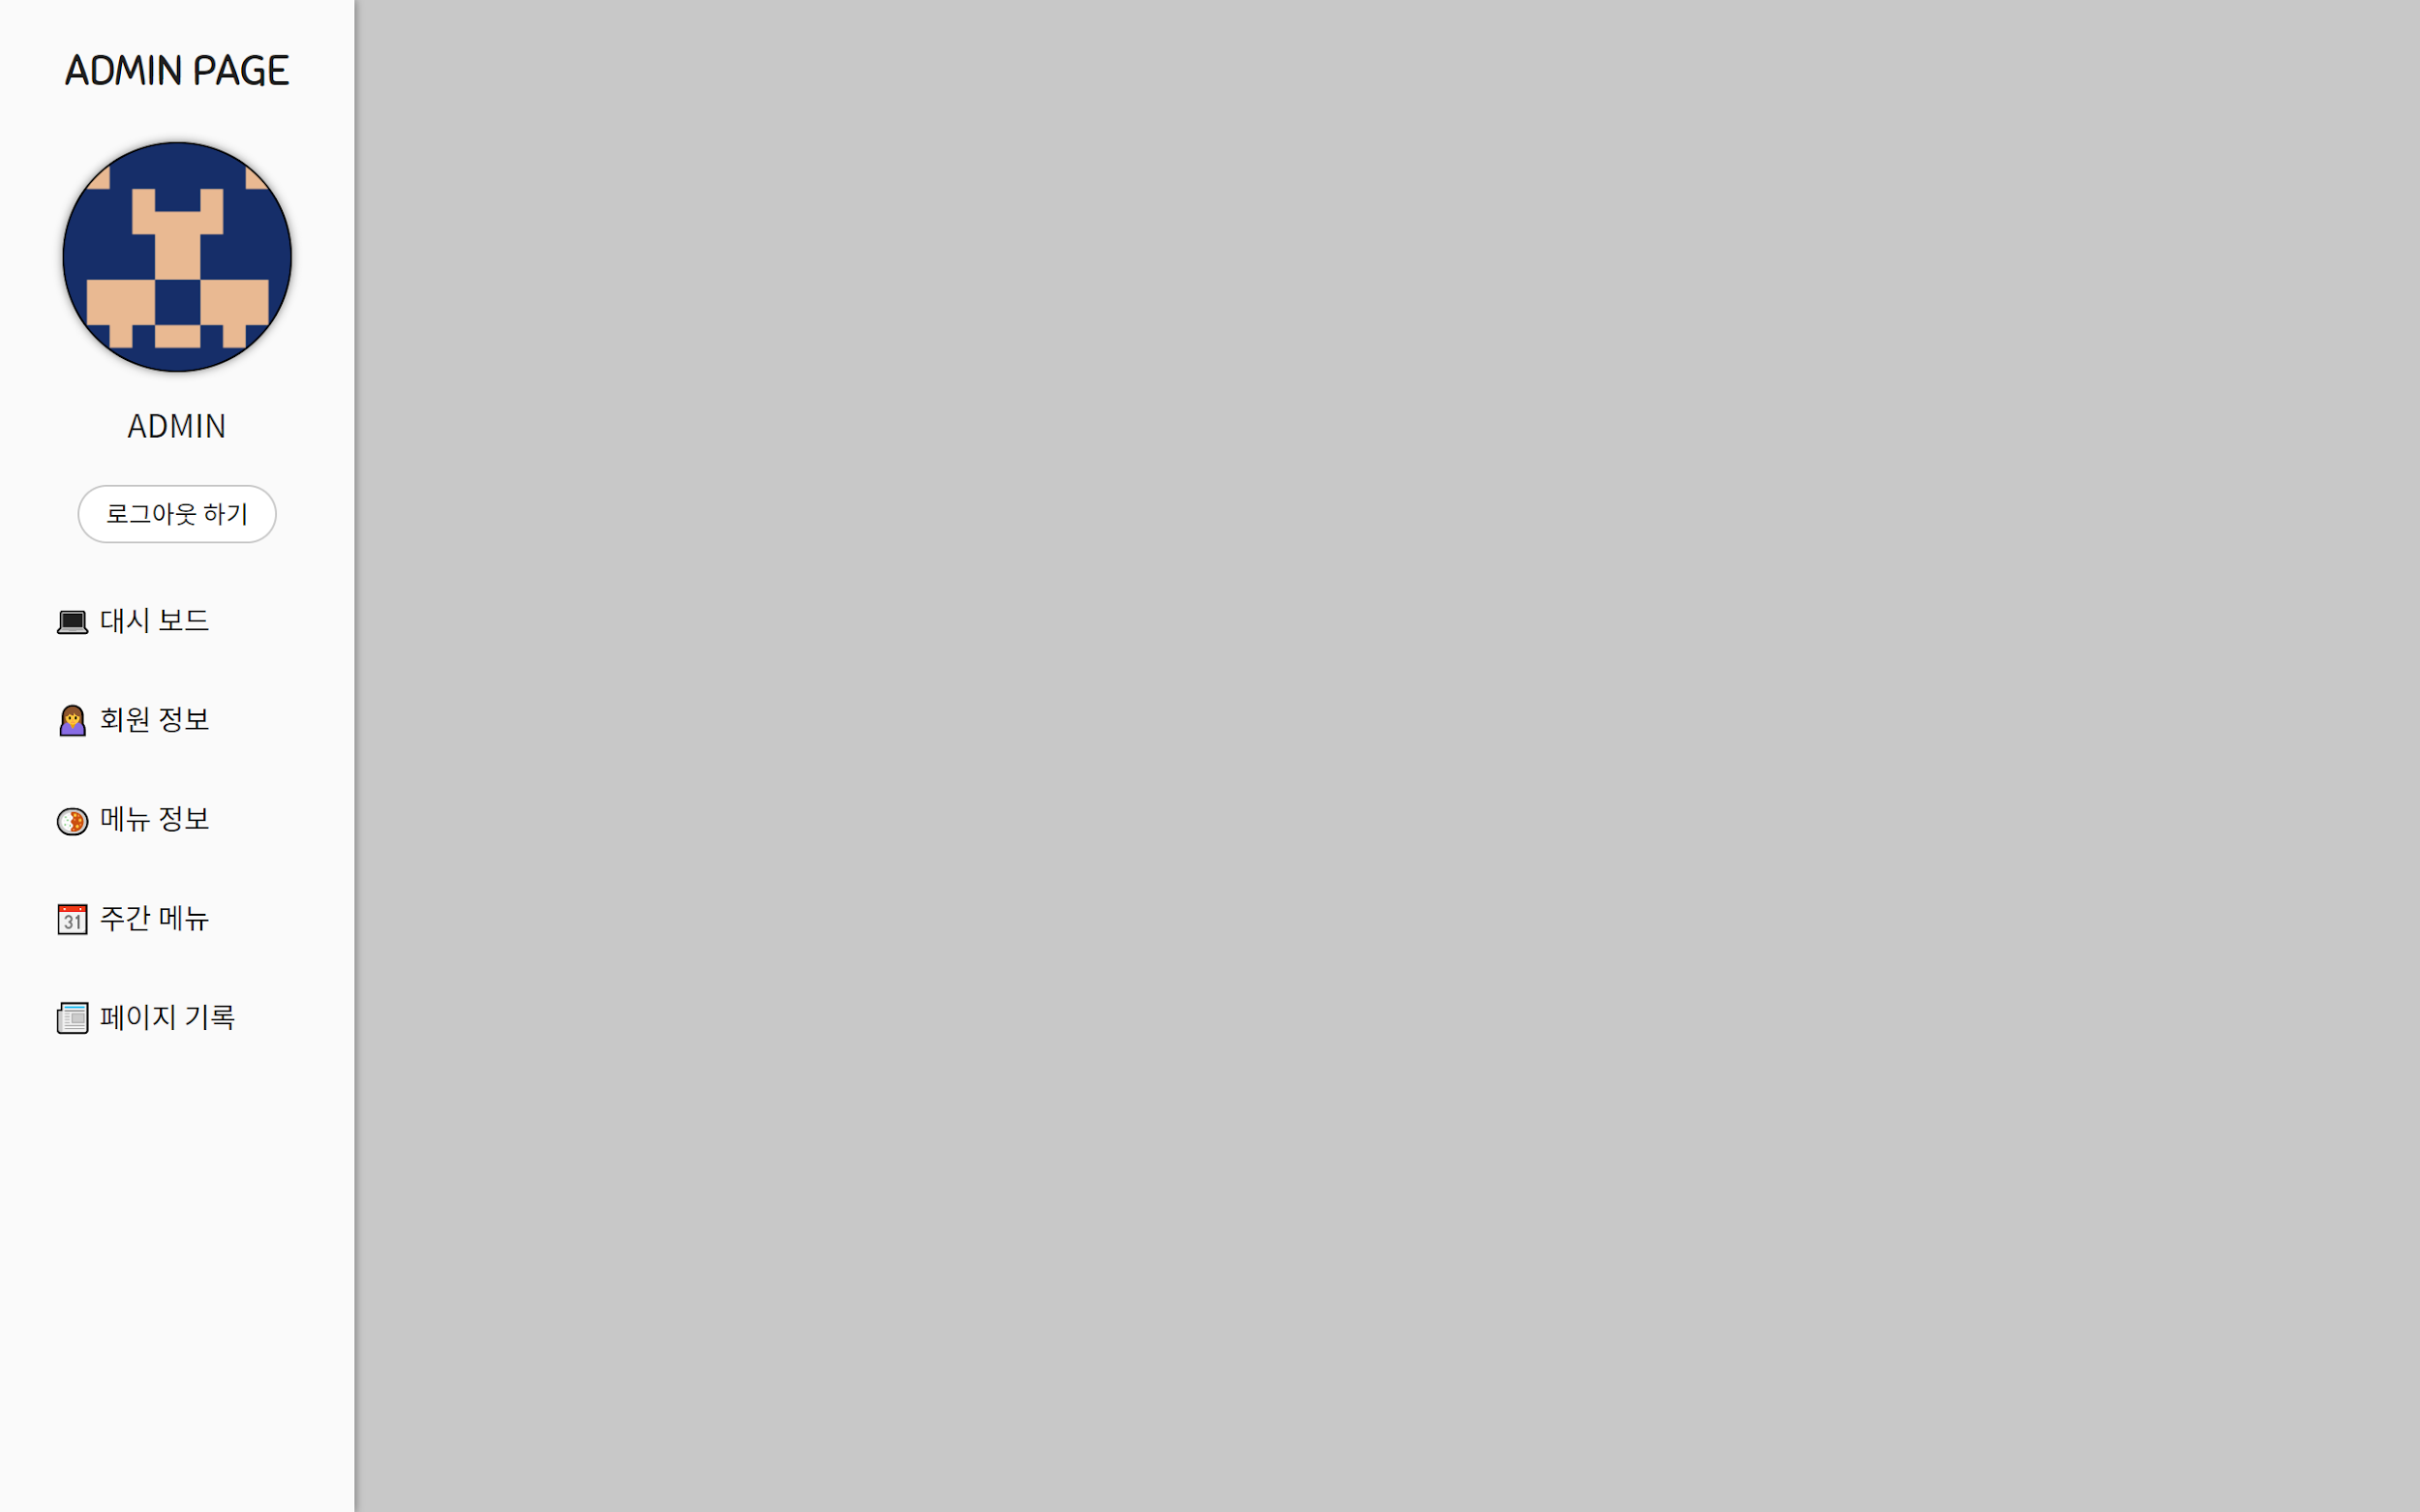 ADMIN PAGE
ADMIN
로그아웃 하기
💻 대시 보드
🙍‍♀️ 회원 정보
🍛 메뉴 정보
📅 주간 메뉴
📰 페이지 기록